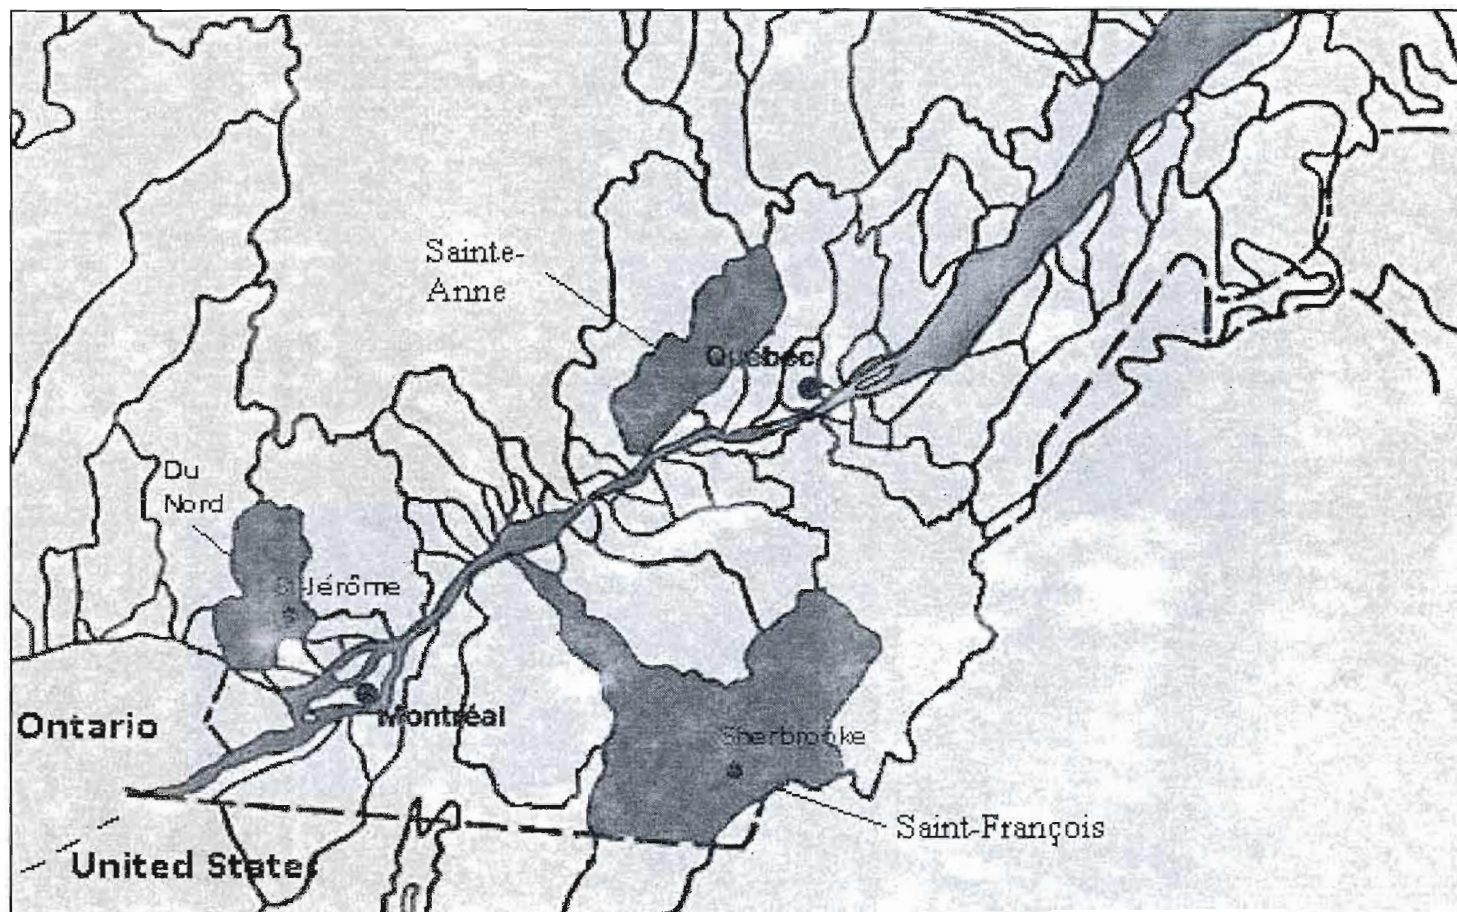 Sainte-
Anne
Québec
Du
Nord
St-Jérôme
Ontario
Montréal
Sherbrooke
Saint-François
United States